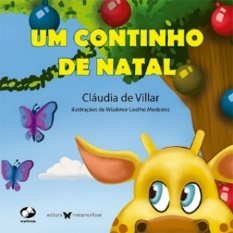 UM CONTINHO
DE NATAL
Cláudia de Villar
Ilustrações de Wladimir Coelho Medeiros
editora metamorfose